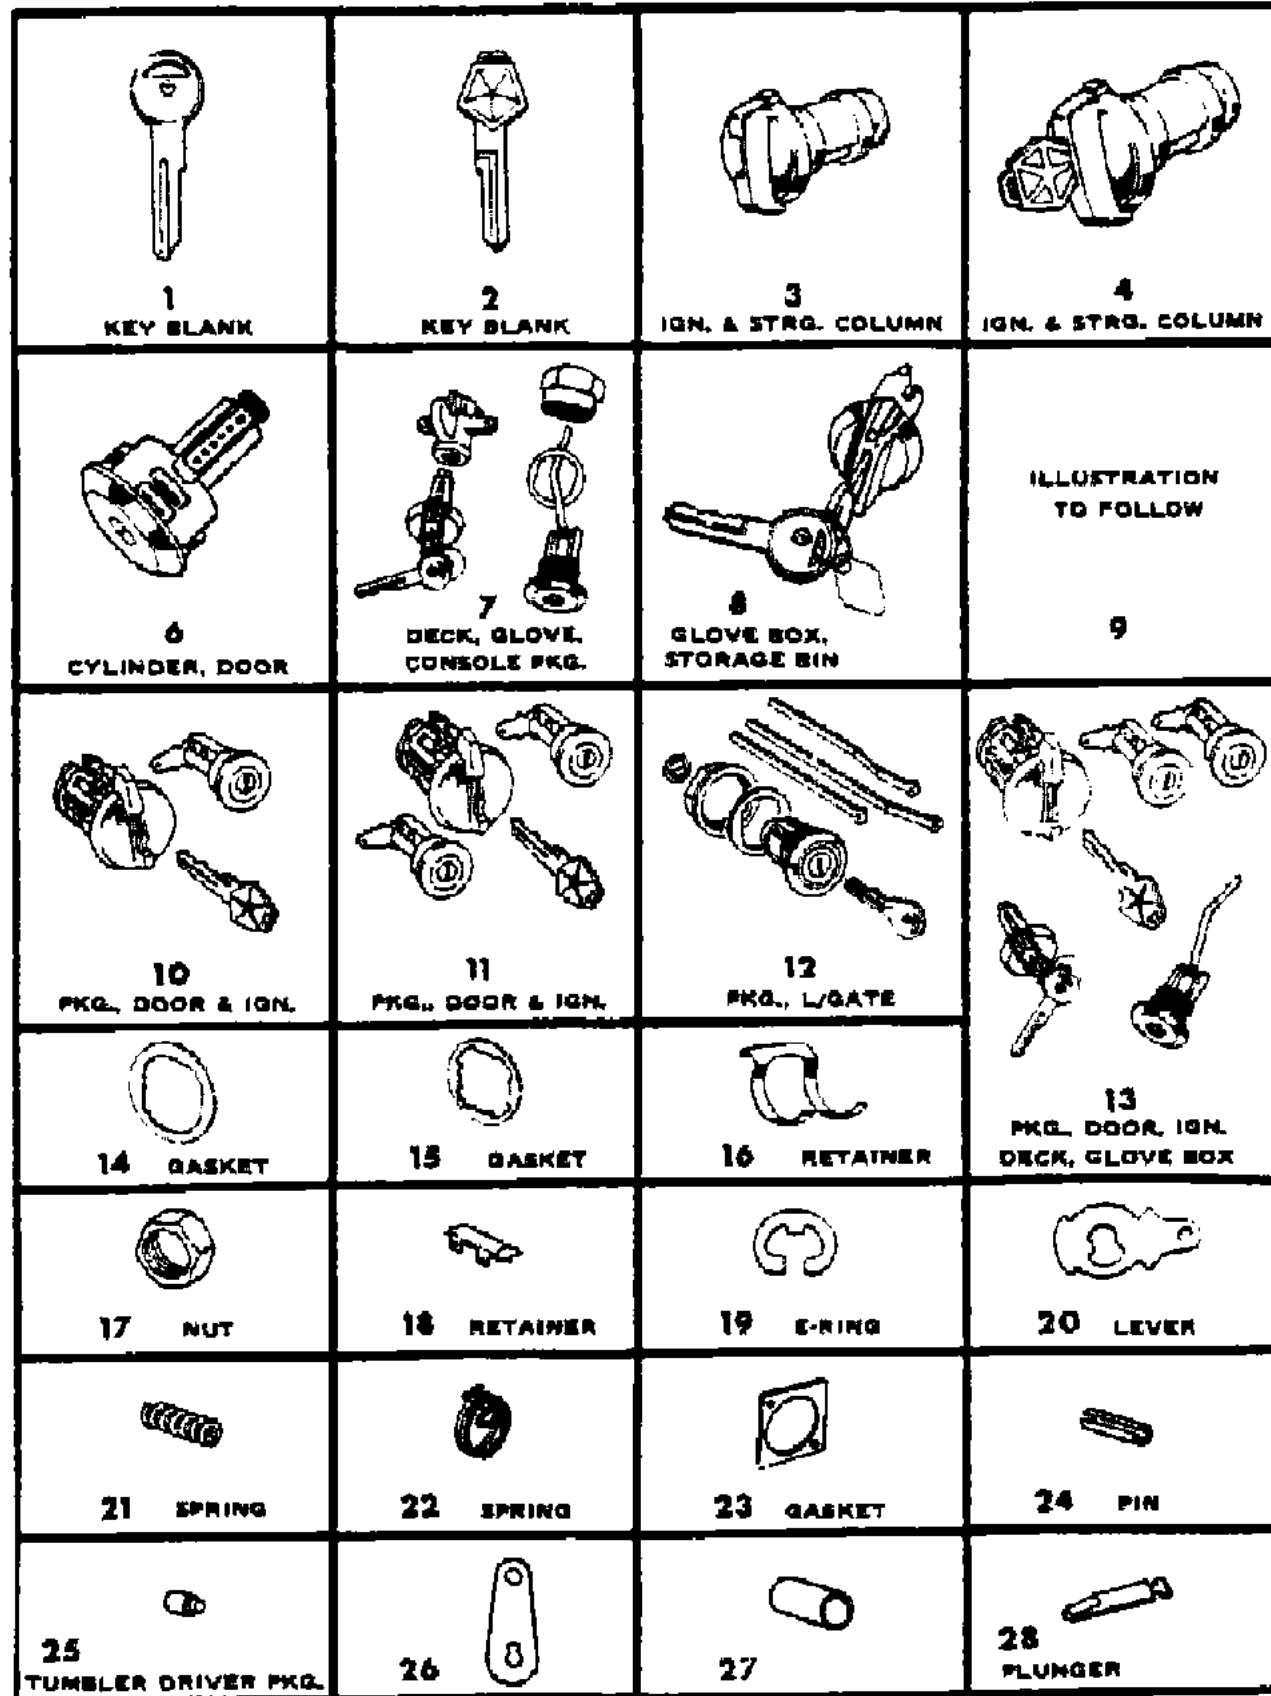 1
KEY BLANK
2
KEY BLANK
3
IGN. & STRG. COLUMN
4
IGN. & STRG. COLUMN
6
CYLINDER, DOOR
7
DECK, GLOVE,
CONSOLE PKG.
8
GLOVE BOX,
STORAGE BIN
ILLUSTRATION
TO FOLLOW
9
10
PKG., DOOR & IGN.
11
PKG., DOOR & IGN.
12
PKG., L/GATE
13
PKG., DOOR, IGN.
DECK, GLOVE BOX
14 GASKET
15 GASKET
16 RETAINER
17 NUT
18 RETAINER
19 E-RING
20 LEVER
21 SPRING
22 SPRING
23 GASKET
24 PIN
25
TUMBLER DRIVER PKG.
26
27
28
PLUNGER